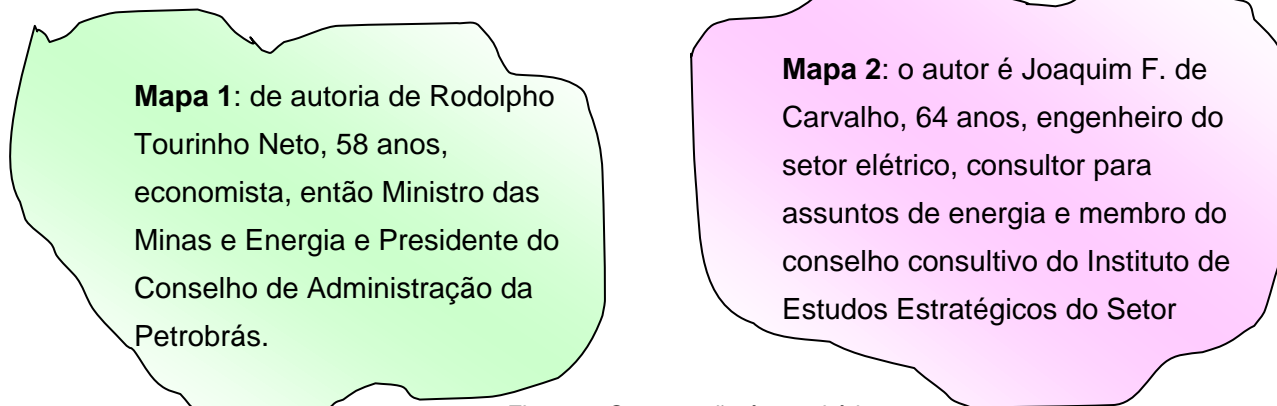 Mapa 1: de autoria de Rodolpho
Tourinho Neto, 58 anos,
economista, então Ministro das
Minas e Energia e Presidente do
Conselho de Administração da
Petrobrás.
Mapa 2: o autor é Joaquim F. de
Carvalho, 64 anos, engenheiro do
setor elétrico, consultor para
assuntos de energia e membro do
conselho consultivo do Instituto de
Estudos Estratégicos do Setor